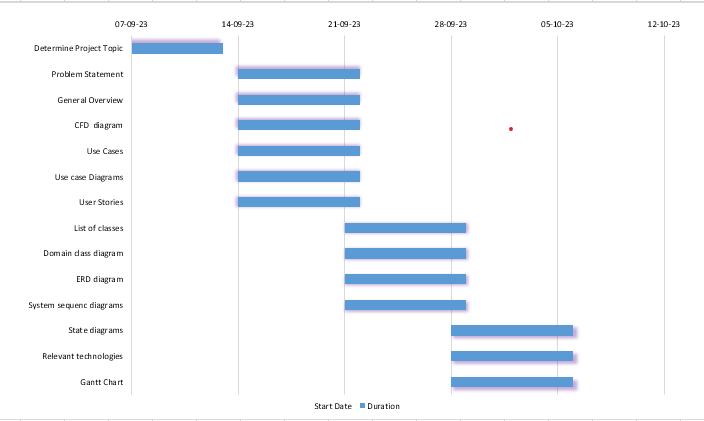 07-09-23 14-09-23 21-09-23 28-09-23 05-10-23 12-10-23
Determine Project Topic
Problem Statement
General Overview
CFD diagram
Use Cases
Use case Diagrams
User Stories
List of classes
Domain class diagram
ERD diagram
System sequenc diagrams
State diagrams
Relevant technologies
Gantt Chart
Start Date Duration